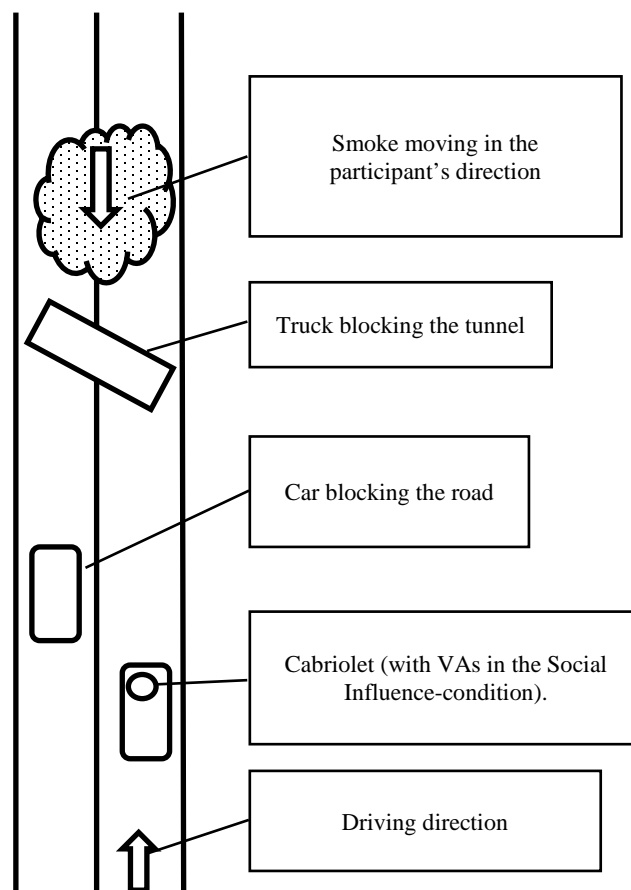 Smoke moving in the
participant’s direction
Truck blocking the tunnel
Car blocking the road
Cabriolet (with VAs in the Social
Influence-condition).
Driving direction